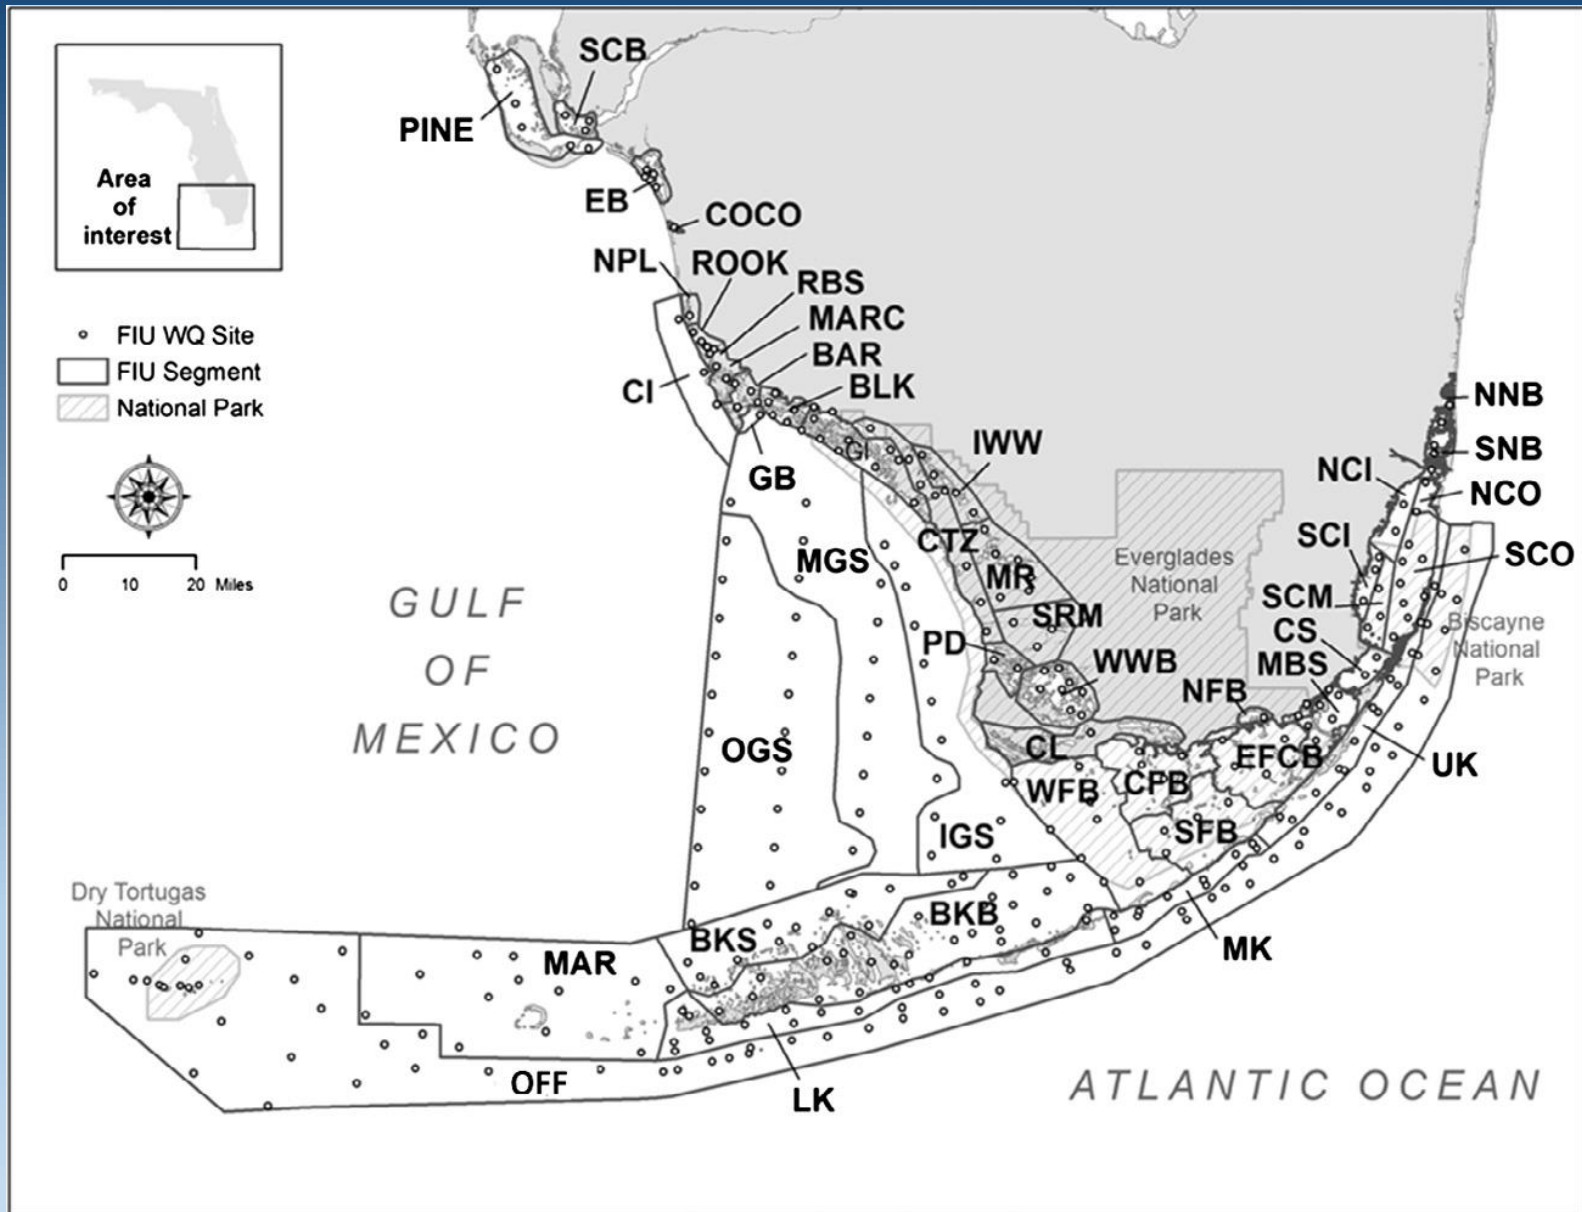 SCB
PINE
Area
of
interest
EB
COCO
NPL
ROOK
RBS
MARC
BAR
BLK
CI
FIU WQ Site
FIU Segment
National Park
GB
GI
IWW
NNB
SNB
NCI
NCO
SCI
SCO
SCM
CS
MBS
0 10 20 Miles
MGS
CTZ
MR
SRM
PD
WWB
NFB
Everglades
National
Park
Biscayne
National
Park
GULF
OF
MEXICO
OGS
CL
WFB
CFB
EFCB
UK
SFB
IGS
Dry Tortugas
National
Park
BKS
BKB
MAR
MK
OFF
LK
ATLANTIC OCEAN